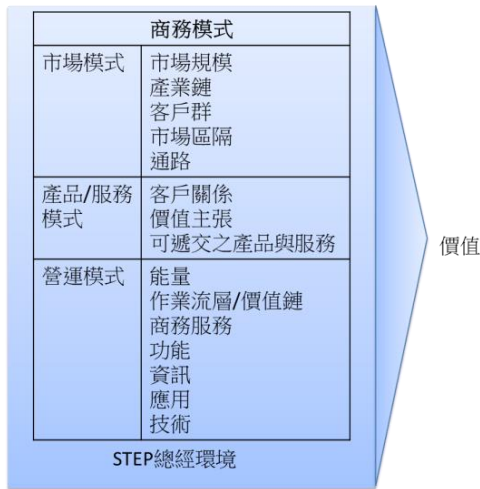 商務模式
市場模式
市場規模
產業鏈
客戶群
市場區隔
通路
產品/服務
模式
客戶關係
價值主張
可遞交之產品與服務
營運模式
能量
作業流層/價值鏈
商務服務
功能
資訊
應用
技術
STEP總經環境
價值